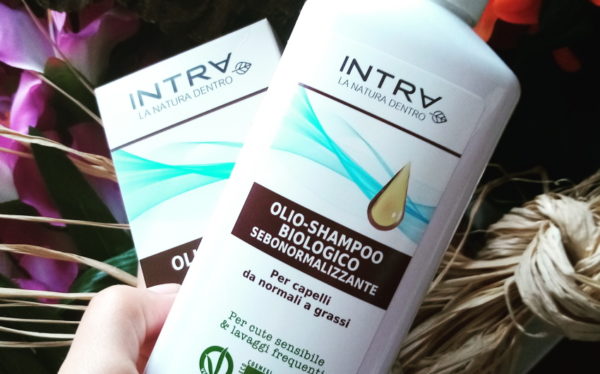 INTRA
LA NATURA DENTRO
OL
INTRA
LA NATURA DENTRO
OLIO-SHAMPOO
BIOLOGICO
SEBONORMALIZZANTE
Per capelli
da normali a grassi
Per cute sensibile
& lavaggi frequenti